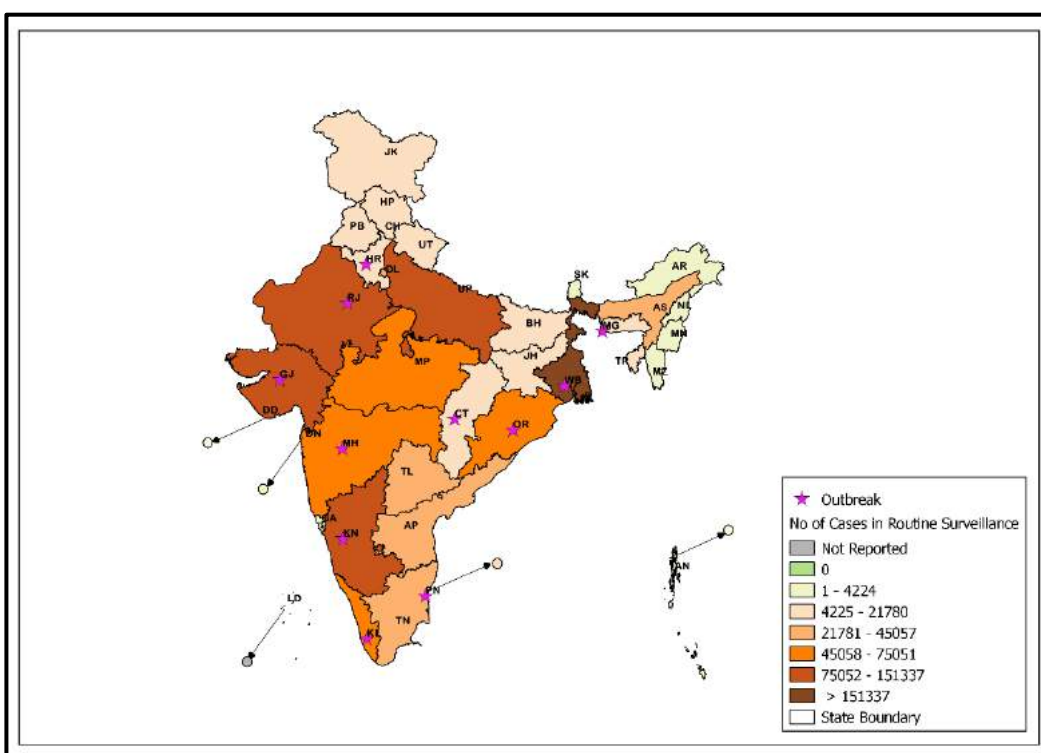 JK
HP
PB
CH
UT
HR
DL
RJ
UP
SK
AR
AS
NL
BH
MG
MN
JH
TR
MZ
MP
GJ
WB
DD
CT
DN
OR
MH
TL
GA
AP
KN
AN
PN
LD
TN
KL
Outbreak
No of Cases in Routine Surveillance
Not Reported
0
1 - 4224
4225 - 21780
21781 - 45057
45058 - 75051
75052 - 151337
> 151337
State Boundary